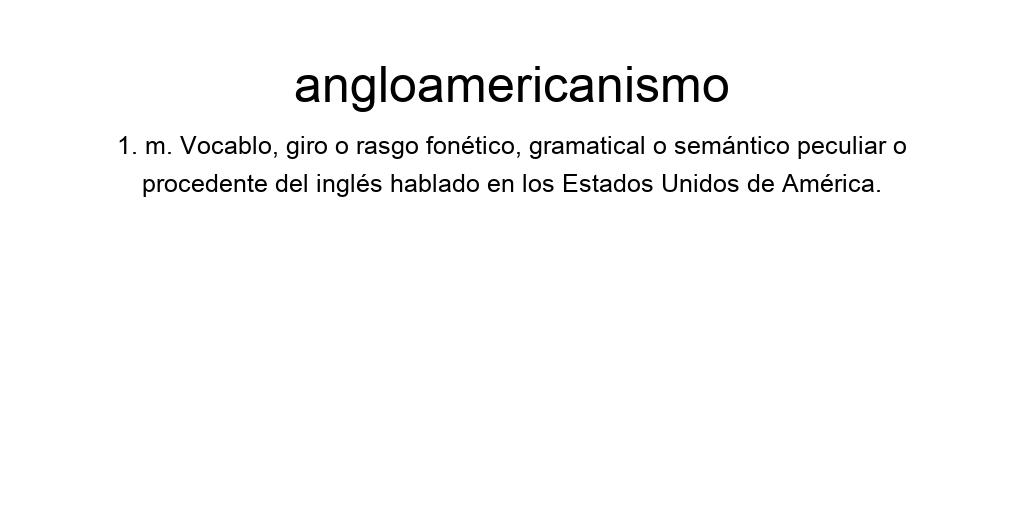 angloamericanismo
1. m. Vocablo, giro o rasgo fonético, gramatical o semántico peculiar o
procedente del inglés hablado en los Estados Unidos de América.